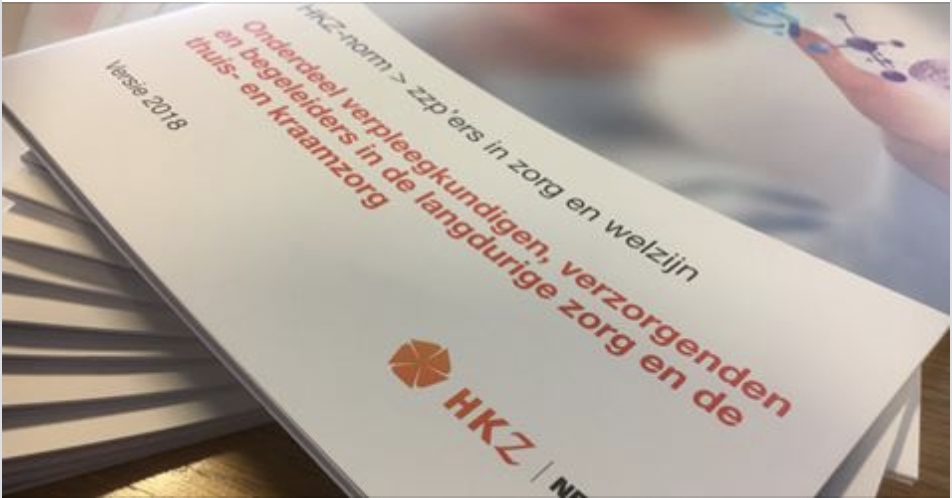 HKZ-norm > zzp'ers in zorg en welzijn
Onderdeel verpleegkundigen, verzorgenden
en begeleiders in de langdurige zorg en de
thuis- en kraamzorg
Versie 2018
HKZ